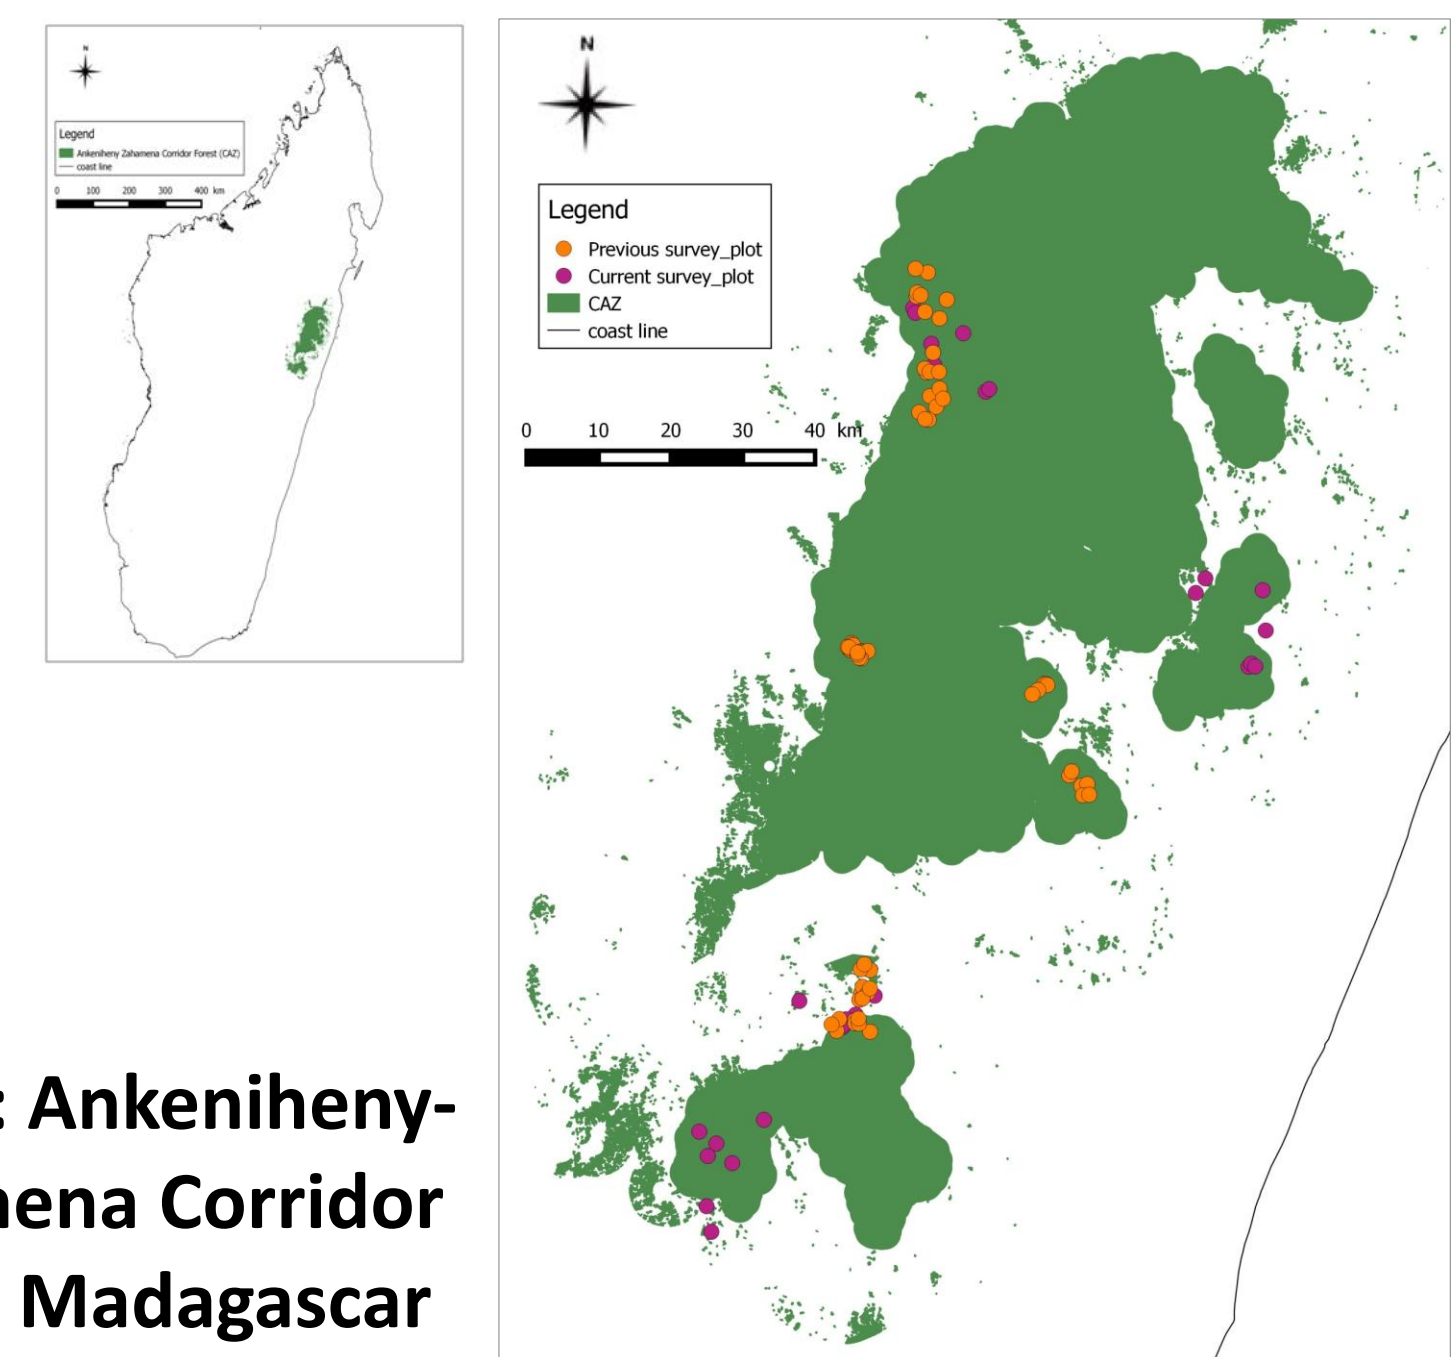 N
Legend
Ankeniheny Zahamena Corridor Forest (CAZ)
coast line
0 100 200 300 400 km
N
Legend
Previous survey_plot
Current survey_plot
CAZ
coast line
0 10 20 30 40 km
: Ankeniheny-
mena Corridor
Madagascar